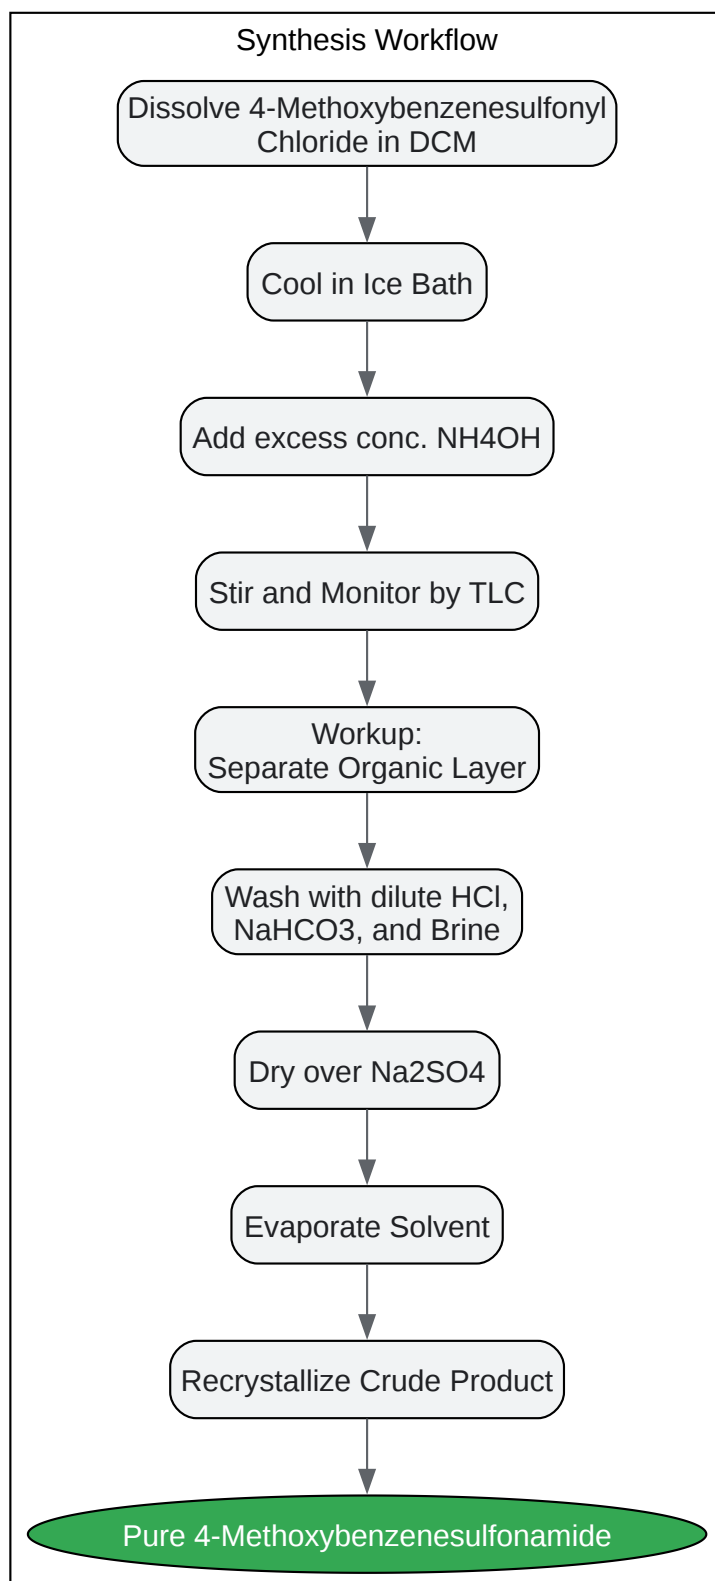 Synthesis Workflow
Dissolve 4-Methoxybenzenesulfonyl
Chloride in DCM
Cool in Ice Bath
Add excess conc. NH4OH
Stir and Monitor by TLC
Workup:
Separate Organic Layer
Wash with dilute HCl,
NaHCO3, and Brine
Dry over Na2SO4
Evaporate Solvent
Recrystallize Crude Product
Pure 4-Methoxybenzenesulfonamide